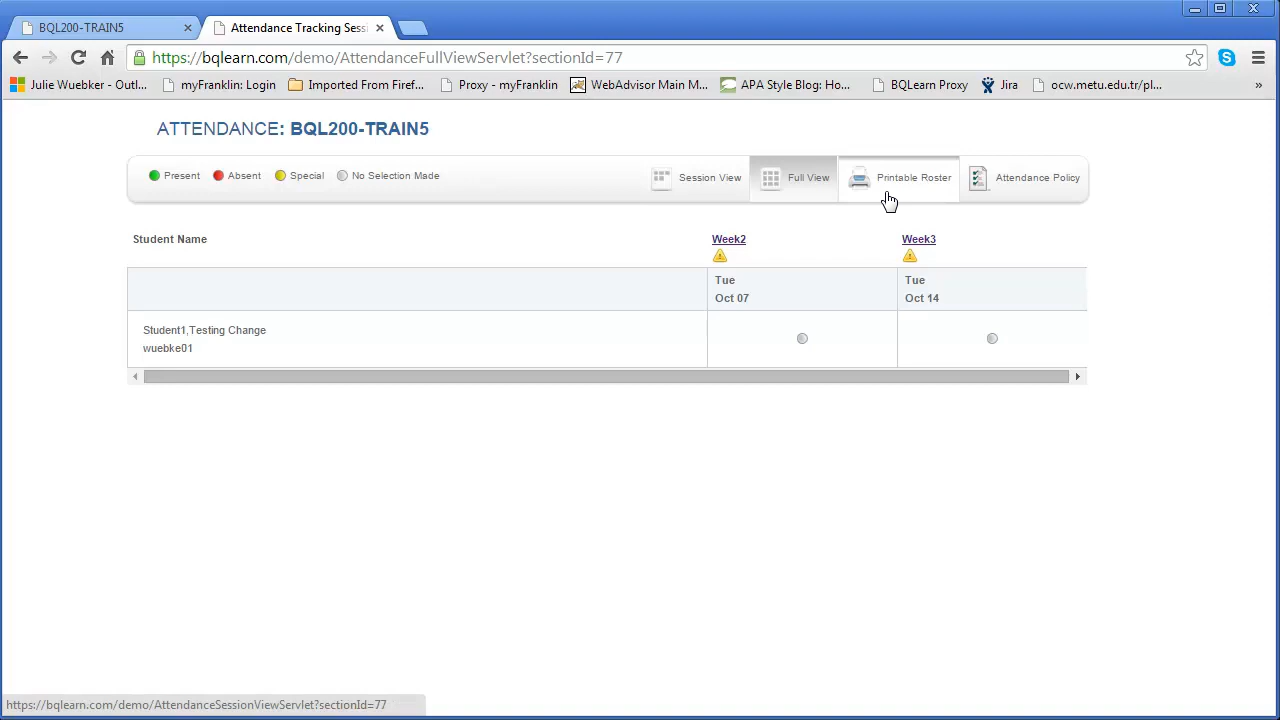 BQL200-TRAIN5
Attendance Tracking Sess
https://bqlearn.com/demo/AttendanceFullViewServlet?sectionId=77
Julie Wuebker - Outl...
myFranklin: Login
Imported From Firef...
Proxy - myFranklin
WebAdvisor Main M...
APA Style Blog: Ho...
BQLearn Proxy
Jira
ocw.metu.edu.tr/pl...
»
ATTENDANCE: BQL200-TRAIN5
Present
Absent
Special
No Selection Made
Session View
Full View
Printable Roster
Attendance Policy
Student Name
Week2
Week3
Tue
Oct 07
Tue
Oct 14
Student1,Testing Change
wuebke01
https://bqlearn.com/demo/AttendanceSessionViewServlet?sectionId=77